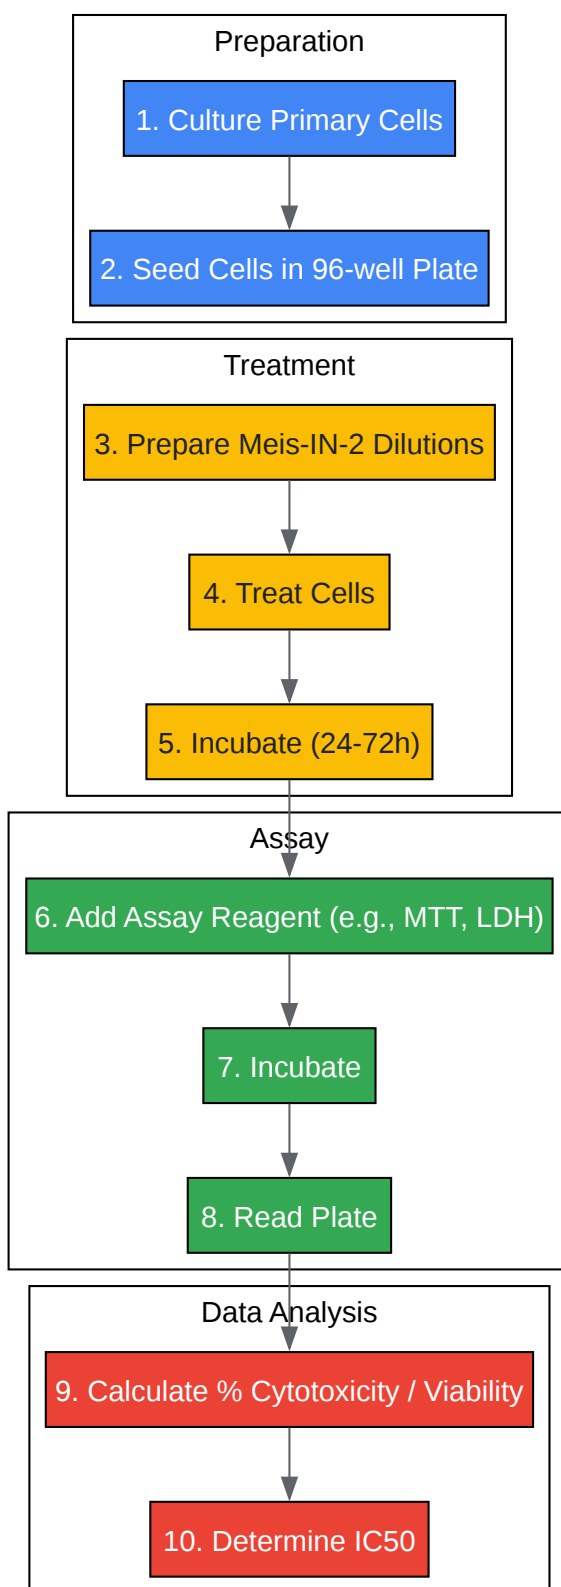 Preparation
1. Culture Primary Cells
2. Seed Cells in 96-well Plate
Treatment
3. Prepare Meis-IN-2 Dilutions
4. Treat Cells
5. Incubate (24-72h)
Assay
6. Add Assay Reagent (e.g., MTT, LDH)
7. Incubate
8. Read Plate
Data Analysis
9. Calculate % Cytotoxicity / Viability
10. Determine IC50